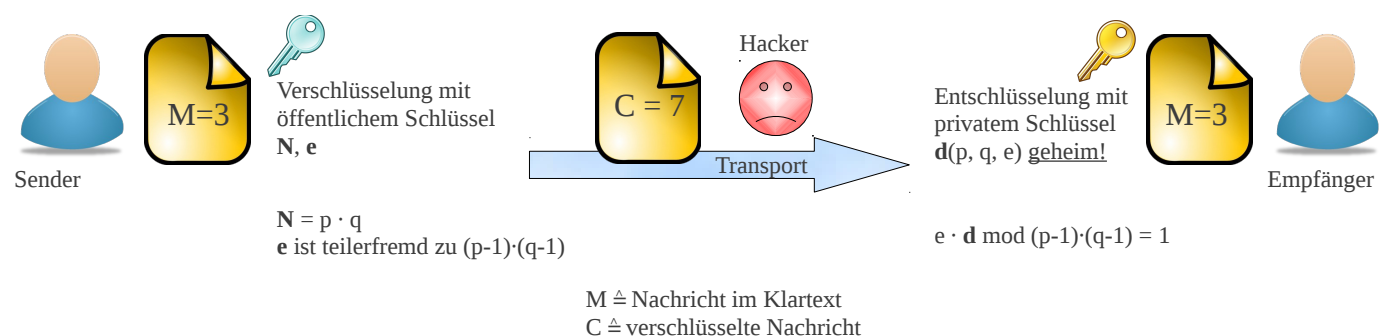 Sender
M=3
Verschlüsselung mit
öffentlichem Schlüssel
N, e
N = p · q
e ist teilerfremd zu (p-1)·(q-1)
C = 7
Hacker
Transport
Entschlüsselung mit
privatem Schlüssel
d(p, q, e) geheim!
e · d mod (p-1)·(q-1) = 1
M=3
Empfänger
M ≙ Nachricht im Klartext
C ≙ verschlüsselte Nachricht